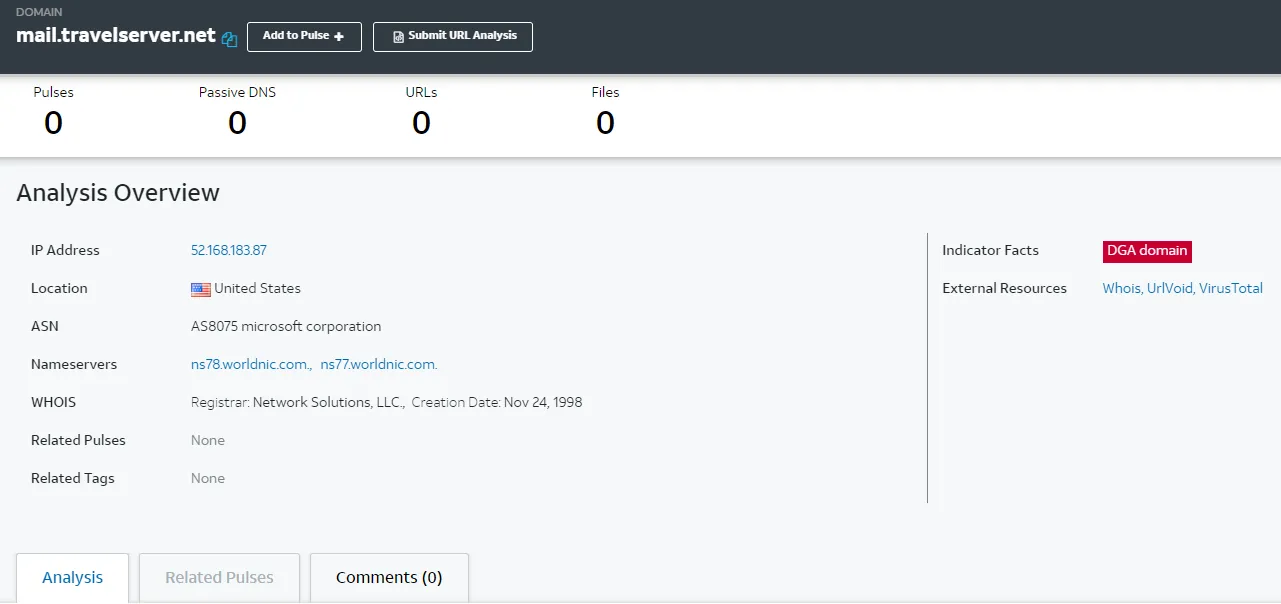 DOMAIN
mail.travelserver.net Add to Pulse + Submit URL Analysis
Pulses Passive DNS URLs Files
0 0 0 0
Analysis Overview
IP Address 52.168.183.87 Indicator Facts DGA domain
Location United States External Resources Whois, UrlVoid, VirusTotal
ASN AS8075 microsoft corporation
Nameservers ns78.worldnic.com., ns77.worldnic.com.
WHOIS Registrar: Network Solutions, LLC., Creation Date: Nov 24, 1998
Related Pulses None
Related Tags None
Analysis Related Pulses Comments (0)